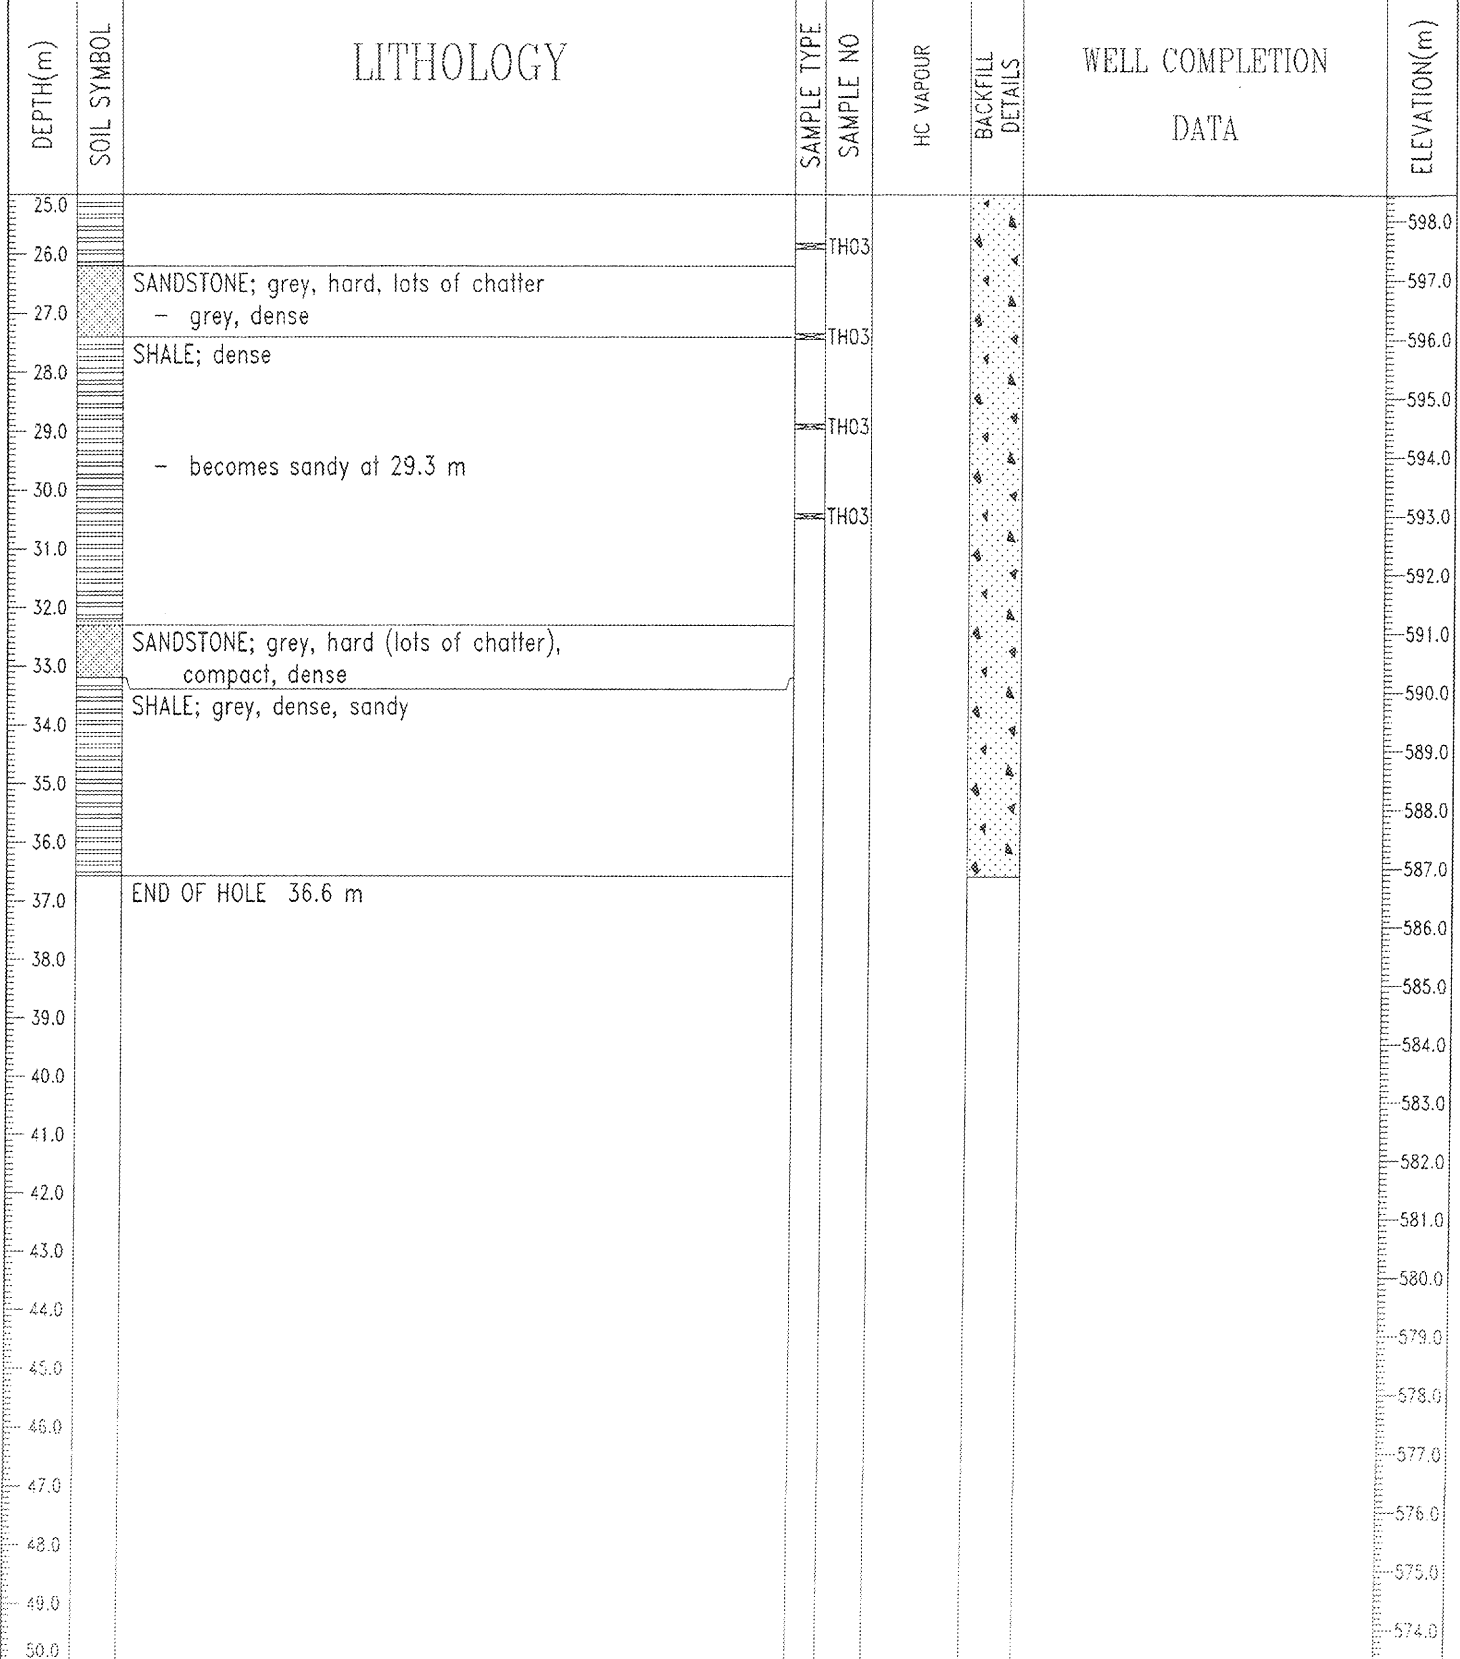 DEPTH(m)
SOIL SYMBOL
LITHOLOGY
SAMPLE TYPE
SAMPLE NO
HC VAPOUR
BACKFILL
DETAILS
WELL COMPLETION
DATA
ELEVATION(m)
25.0
598.0
TH03
26.0
SANDSTONE; grey, hard, lots of chatter
597.0
27.0
– grey, dense
TH03
596.0
SHALE; dense
28.0
595.0
TH03
29.0
594.0
– becomes sandy at 29.3 m
30.0
TH03
593.0
31.0
592.0
32.0
591.0
SANDSTONE; grey, hard (lots of chatter),
33.0
compact, dense
590.0
SHALE; grey, dense, sandy
34.0
589.0
35.0
588.0
36.0
587.0
END OF HOLE 36.6 m
37.0
586.0
38.0
585.0
39.0
584.0
40.0
583.0
41.0
582.0
42.0
581.0
43.0
580.0
44.0
579.0
45.0
578.0
46.0
577.0
47.0
576.0
48.0
575.0
49.0
574.0
50.0